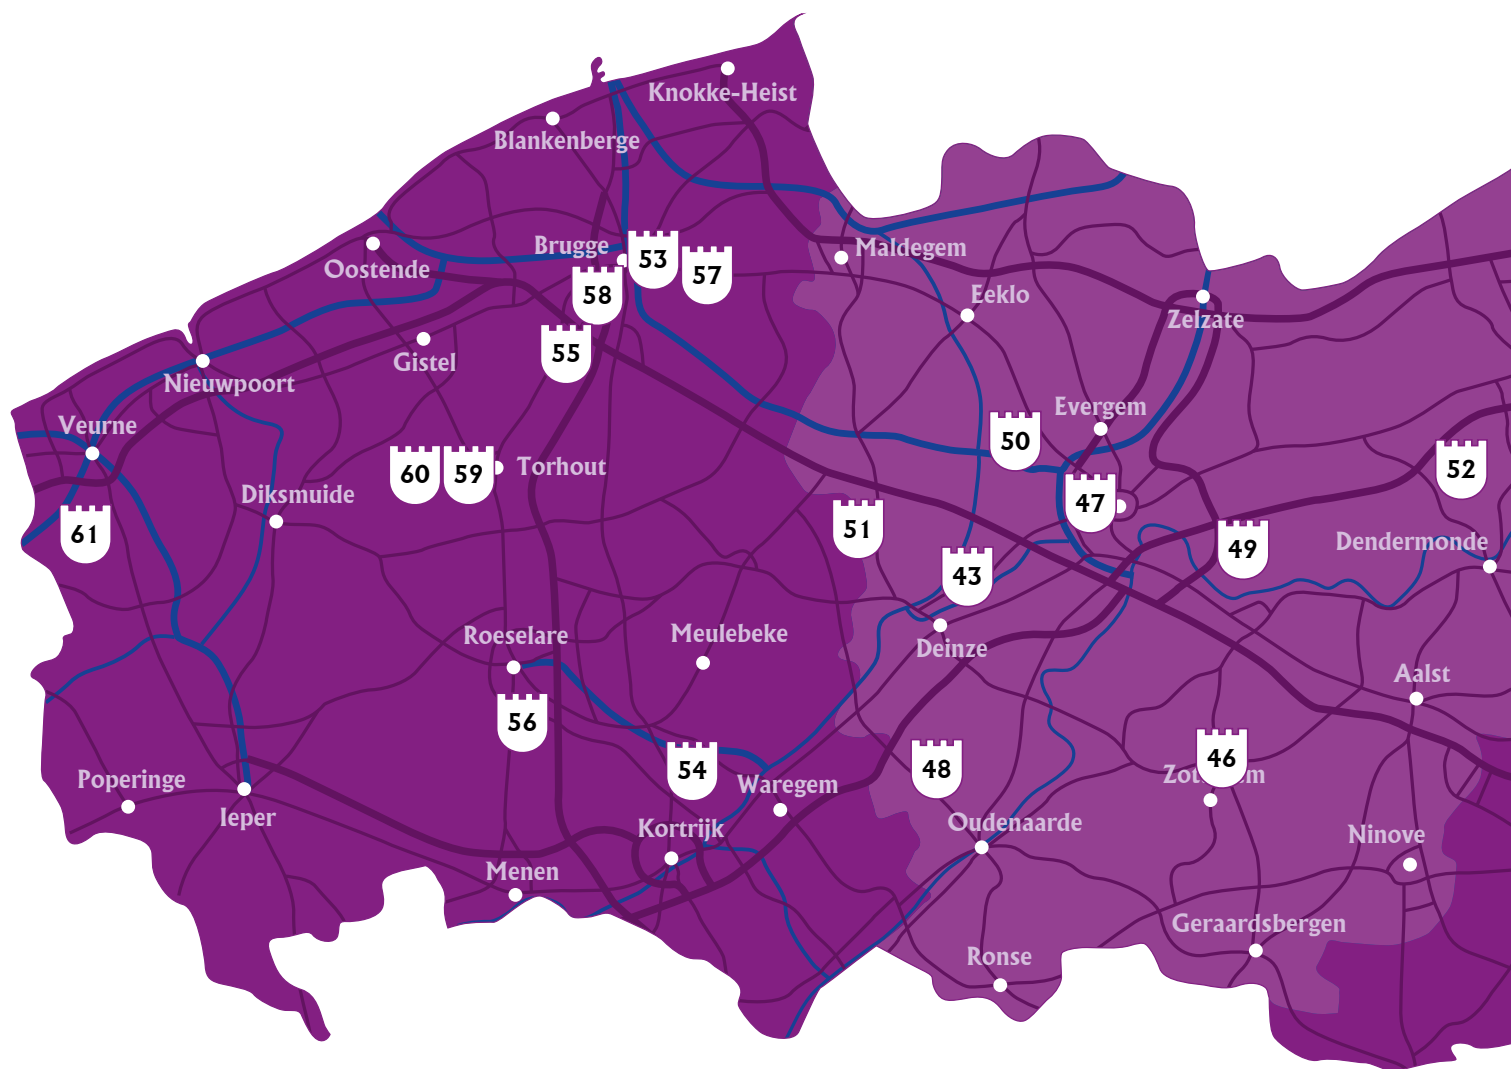 Knokke-Heist
Blankenberge
Brugge
53
57
58
Oostende
Maldegem
Eeklo
Zelzate
55
Gistel
Nieuwpoort
Veurne
Evergem
50
60
59
Torhout
52
47
Diksmuide
61
51
49
Dendermonde
43
Roeselare
Meulebeke
Deinze
Aalst
56
54
48
46
Poperinge
Waregem
Ieper
Kortrijk
Oudenaarde
Ninove
Menen
Geraardsbergen
Ronse